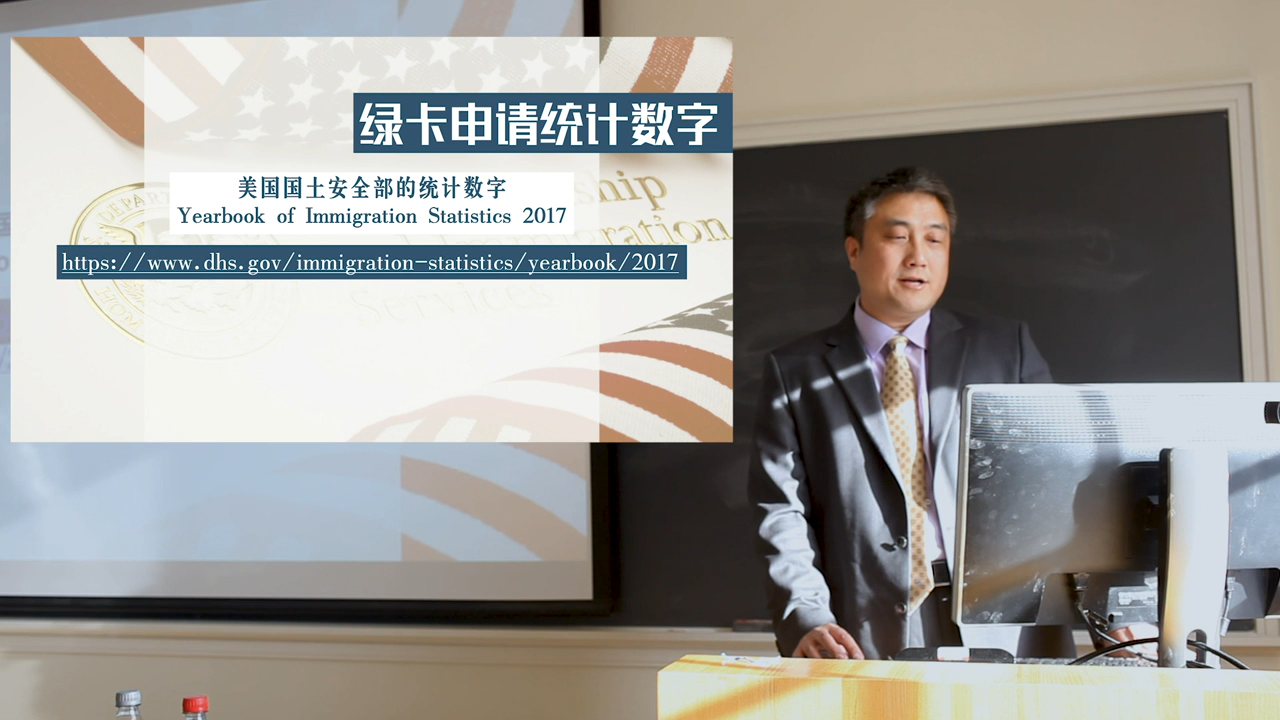 绿卡申请统计数字
美国国土安全部的统计数字
Yearbook of Immigration Statistics 2017
https://www.dhs.gov/immigration-statistics/yearbook/2017
Services